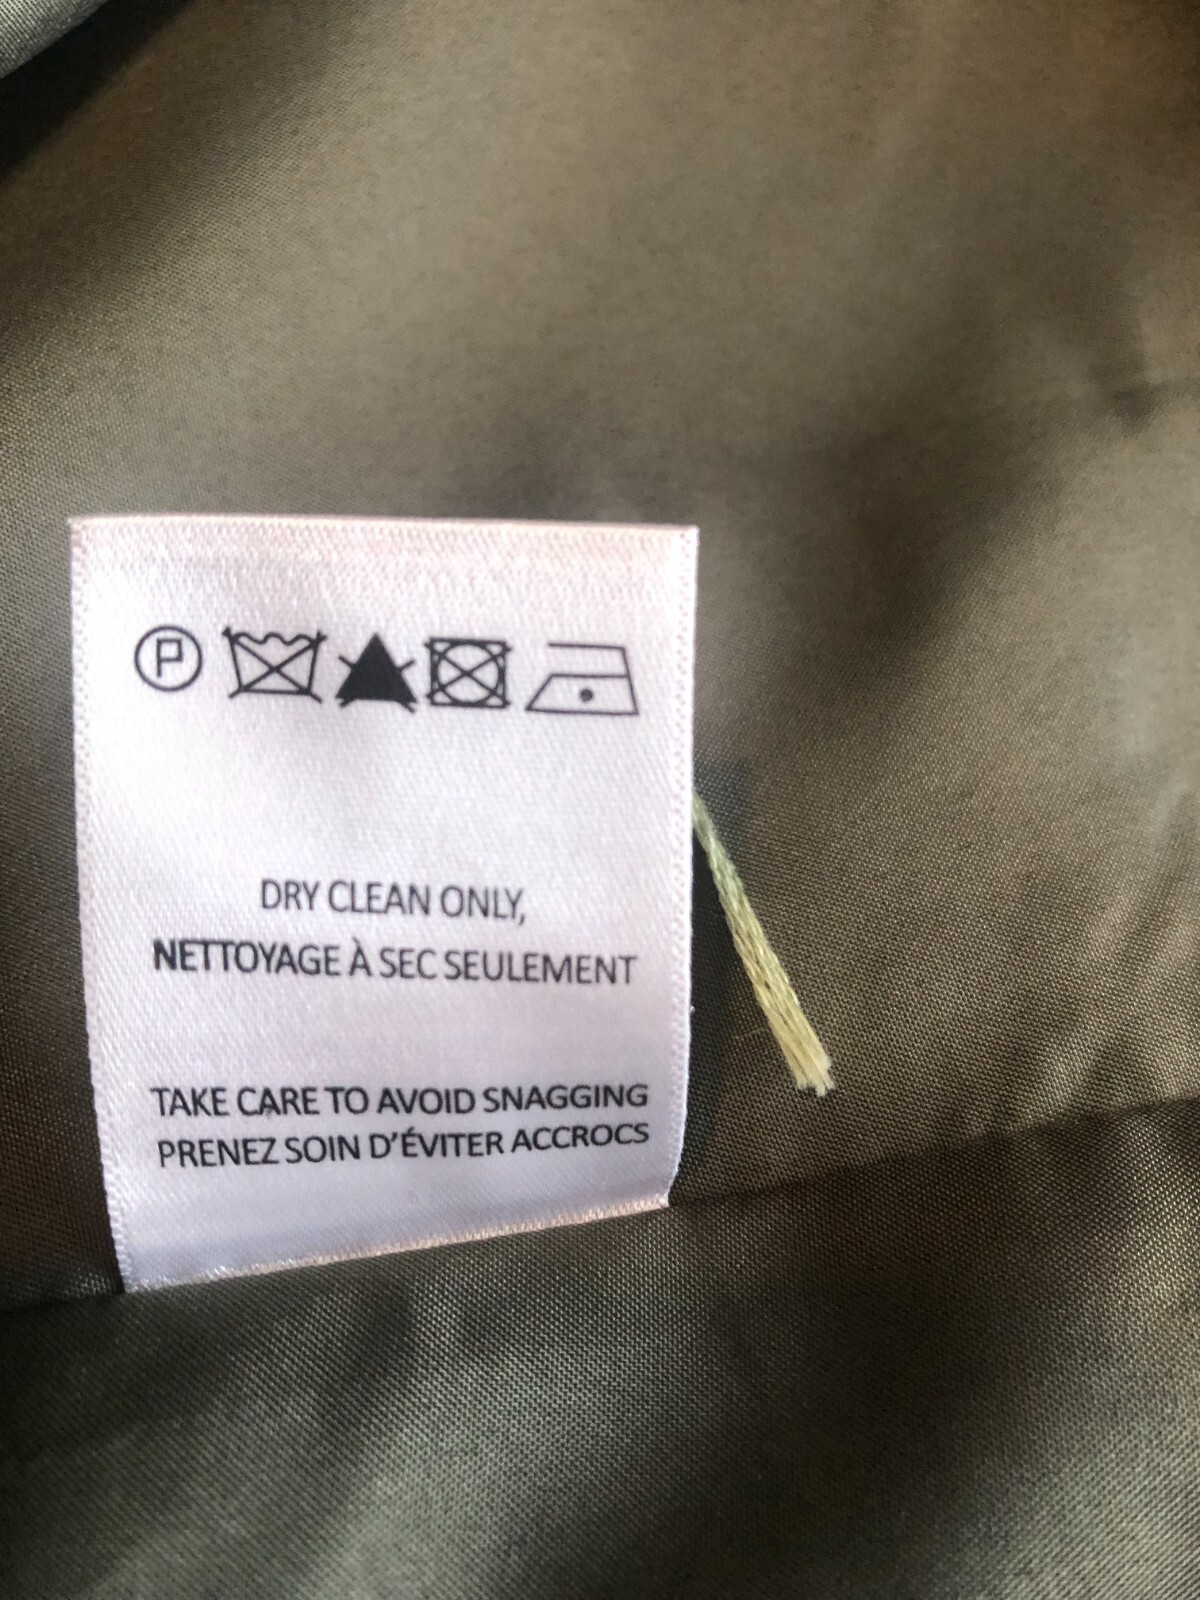 P
DRY CLEAN ONLY,
NETTOYAGE À SEC SEULEMENT
TAKE CARE TO AVOID SNAGGING
PRENEZ SOIN D'ÉVITER ACCROCS